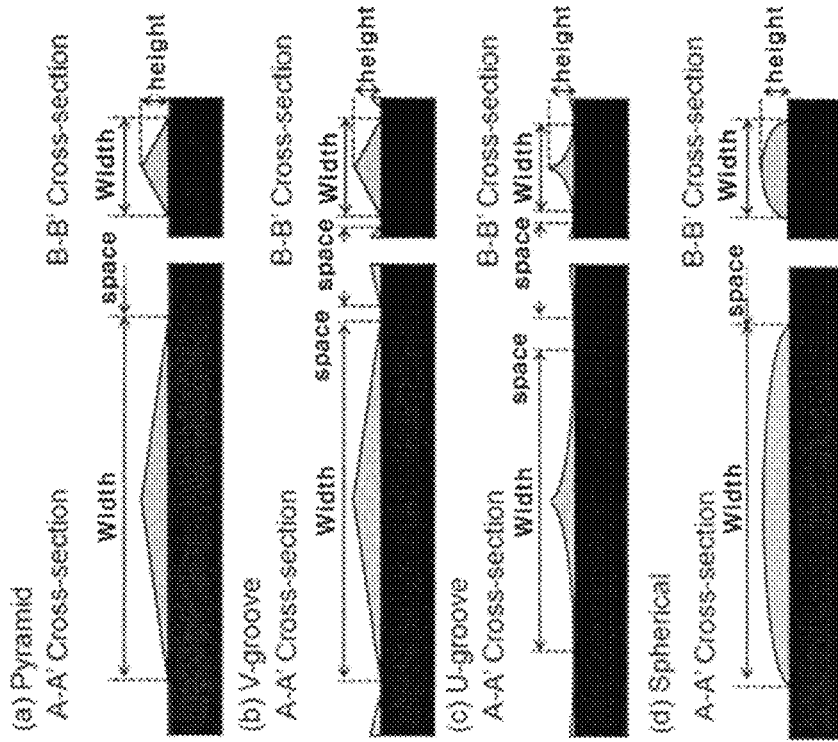 (a) Pyramid
A-A' Cross-section
B-B' Cross-section
Width
space
Width
height
(b) V-groove
A-A' Cross-section
B-B' Cross-section
Width
space
space
Width
height
(c) U-groove
A-A' Cross-section
B-B' Cross-section
Width
space
space
Width
height
(d) Spherical
A-A' Cross-section
B-B' Cross-section
Width
space
Width
height